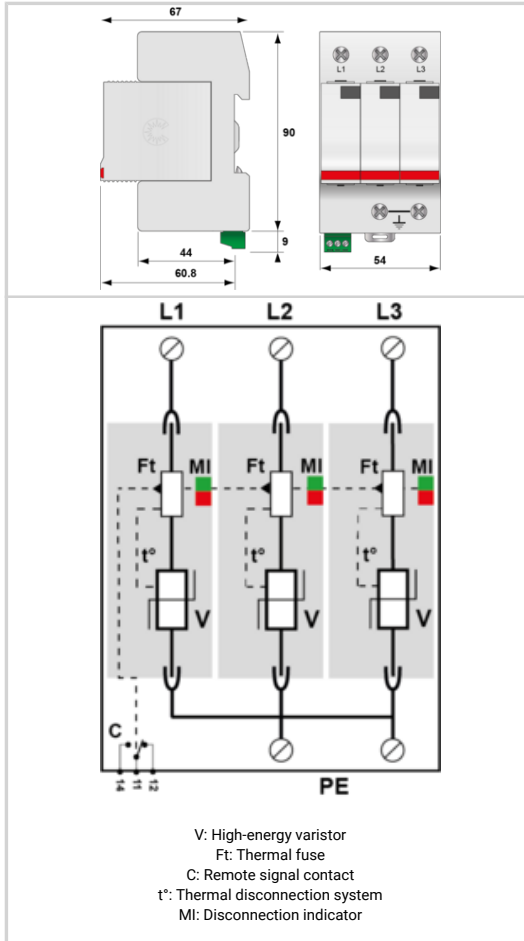 67
L1 L2 L3
90
9
44
60.8
54
L1 L2 L3
Ft MI Ft MI Ft MI
t° t° t°
V V V
C
14 11 12
PE
V: High-energy varistor
Ft: Thermal fuse
C: Remote signal contact
t°: Thermal disconnection system
MI: Disconnection indicator